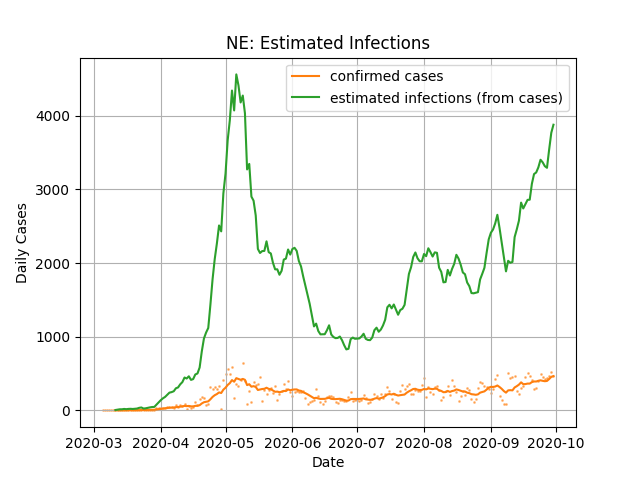 NE: Estimated Infections
confirmed cases
estimated infections (from cases)
Daily Cases
4000
3000
2000
1000
0
2020-03 2020-04 2020-05 2020-06 2020-07 2020-08 2020-09 2020-10
Date